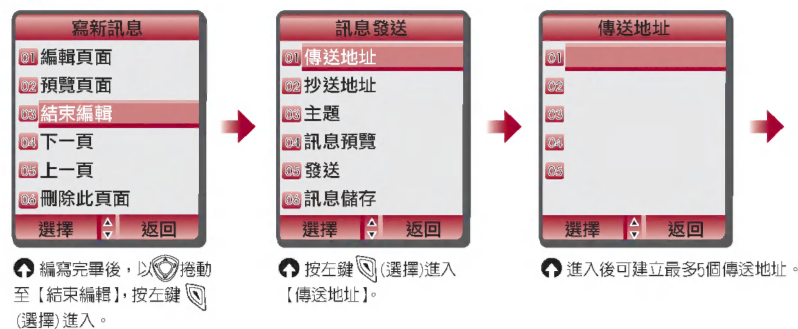 寫新訊息
01 編輯頁面
02 預覽頁面
03 結束編輯
04 下一頁
05 上一頁
06 刪除此頁面
選擇 返回
編寫完畢後，以捲動
至【結束編輯】，按左鍵
(選擇)進入。
訊息發送
01 傳送地址
02 抄送地址
03 主題
04 訊息預覽
05 發送
06 訊息儲存
選擇 返回
按左鍵(選擇)進入
【傳送地址】。
傳送地址
01
02
03
04
05
選擇 返回
進入後可建立最多5個傳送地址。